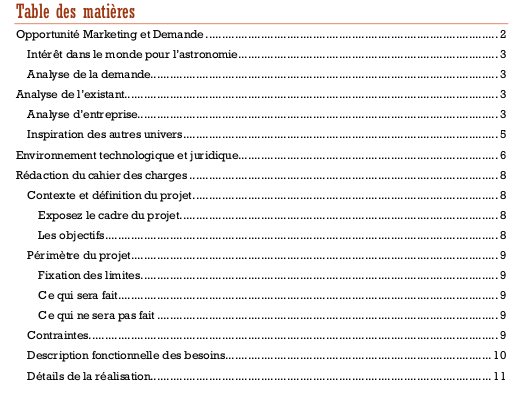 Table des matières
Opportunité Marketing et Demande 2
Intérêt dans le monde pour l'astronomie 3
Analyse de la demande 3
Analyse de l'existant 3
Analyse d'entreprise 3
Inspiration des autres univers 5
Environnement technologique et juridique 6
Rédaction du cahier des charges 8
Contexte et définition du projet 8
Exposez le cadre du projet 8
Les objectifs 8
Périmètre du projet 9
Fixation des limites 9
Ce qui sera fait 9
Ce qui ne sera pas fait 9
Contraintes 9
Description fonctionnelle des besoins 10
Détails de la réalisation 11